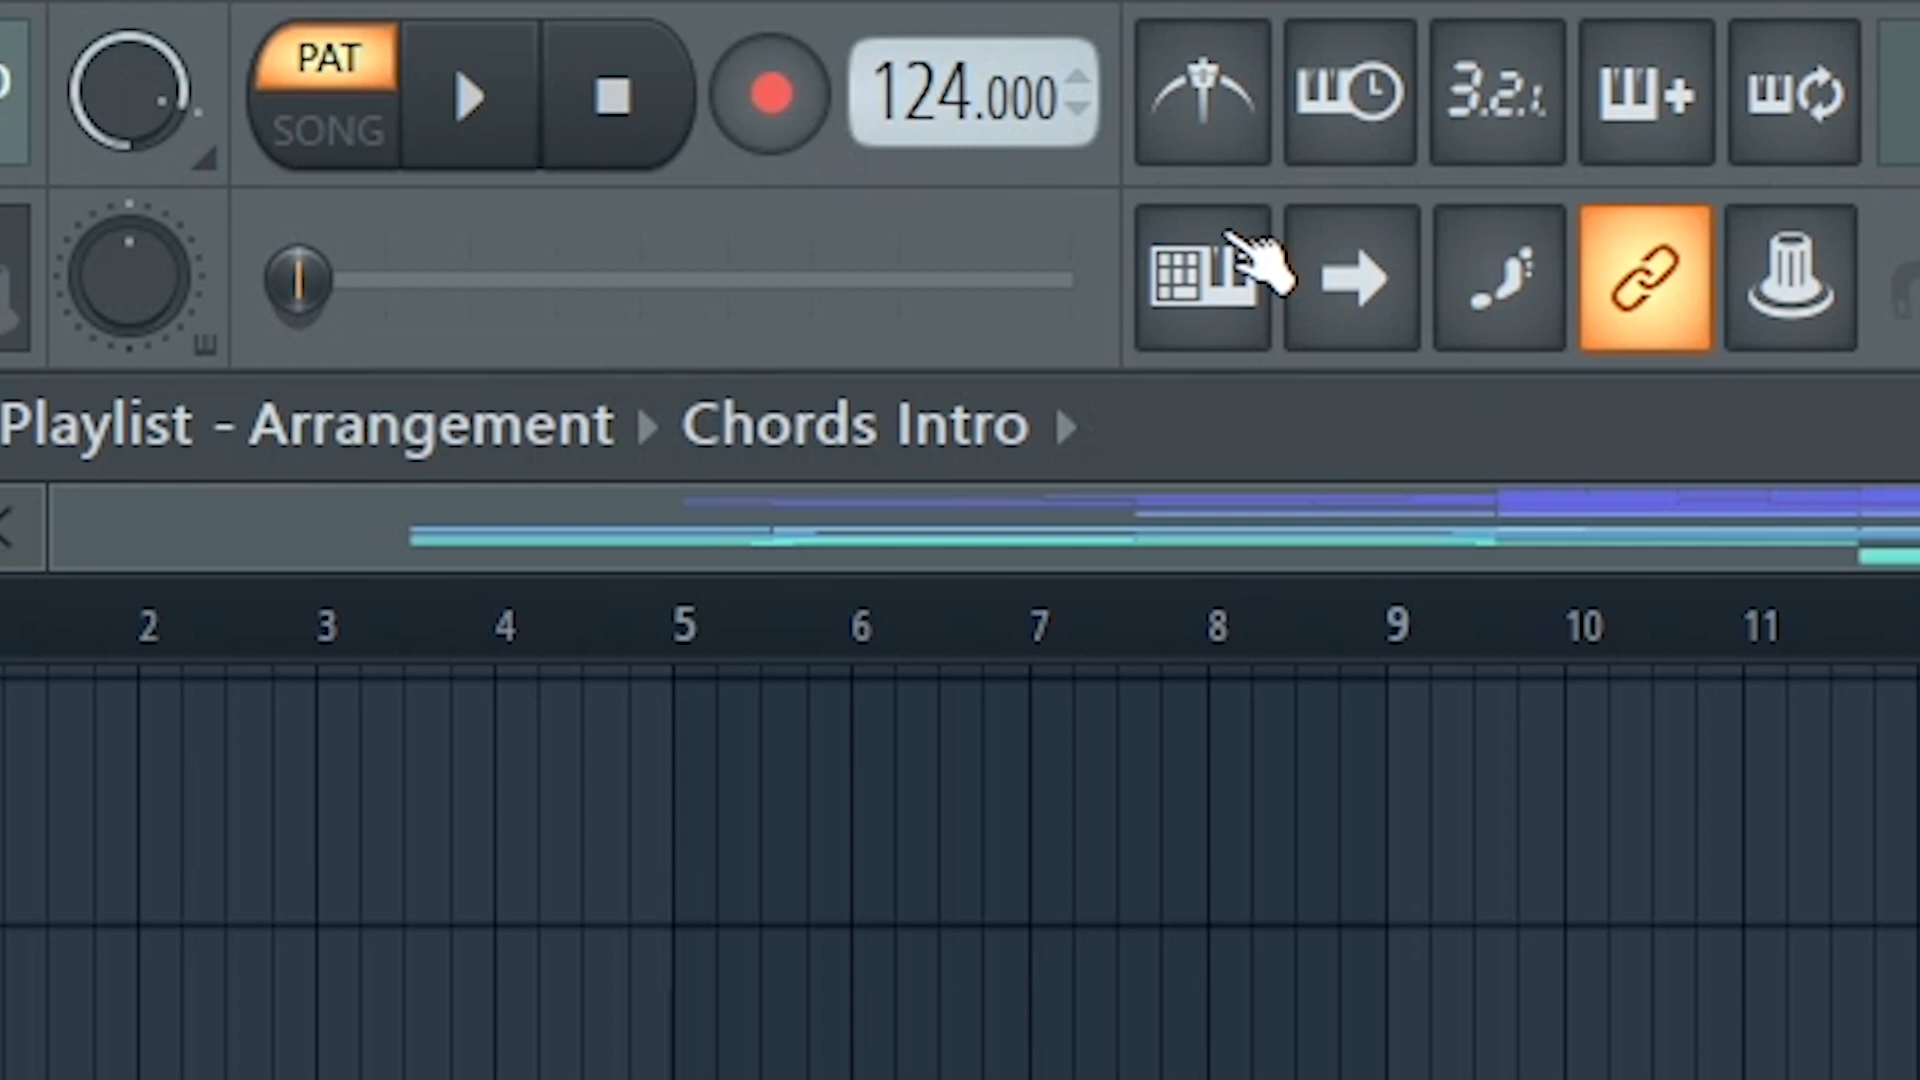 PAT
SONG
124.000
3.2.1
Playlist - Arrangement Chords Intro
2 3 4 5 6 7 8 9 10 11